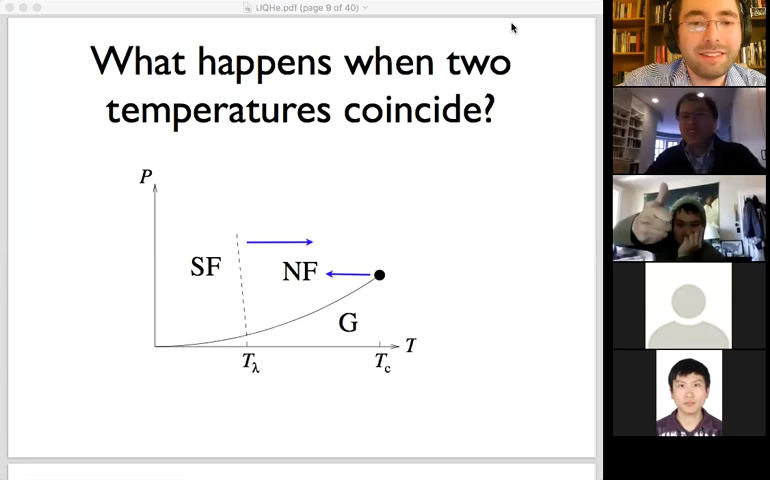 UQHe.pdf (page 9 of 40)
What happens when two
temperatures coincide?
P
SF
NF
G
T
Tλ
Tc